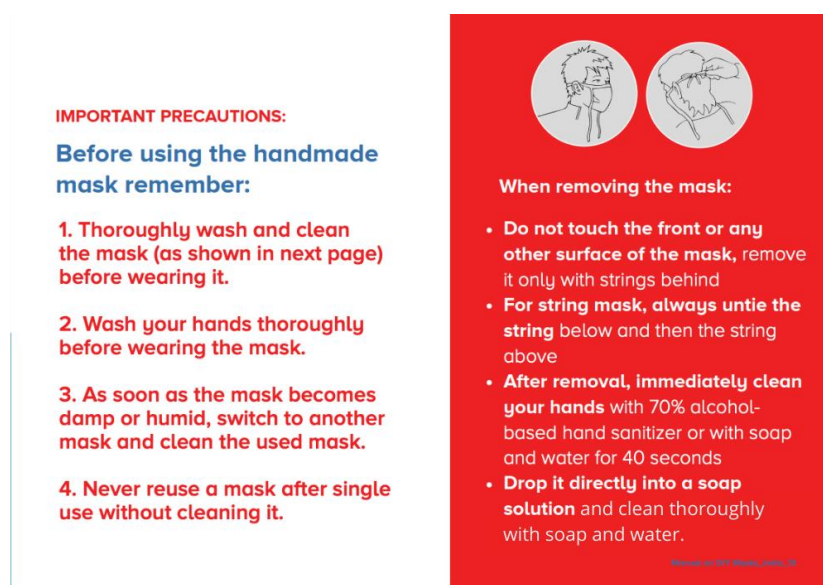 IMPORTANT PRECAUTIONS:
Before using the handmade
mask remember:
1. Thoroughly wash and clean
the mask (as shown in next page)
before wearing it.
2. Wash your hands thoroughly
before wearing the mask.
3. As soon as the mask becomes
damp or humid, switch to another
mask and clean the used mask.
4. Never reuse a mask after single
use without cleaning it.
When removing the mask:
• Do not touch the front or any
other surface of the mask, remove
it only with strings behind
• For string mask, always untie the
string below and then the string
above
• After removal, immediately clean
your hands with 70% alcohol-
based hand sanitizer or with soap
and water for 40 seconds
• Drop it directly into a soap
solution and clean thoroughly
with soap and water.